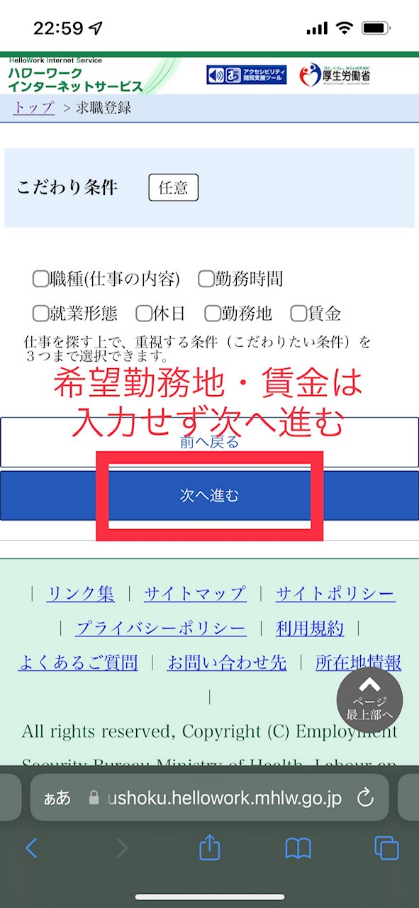 22:59
HelloWork Internet Service
ハローワーク
インターネットサービス
アクセシビリティ
閲覧支援ツール
厚生労働省
トップ > 求職登録
こだわり条件 任意
職種(仕事の内容) 勤務時間
就業形態 休日 勤務地 賃金
仕事を探す上で、重視する条件（こだわりたい条件）を
３つまで選択できます。
希望勤務地・賃金は
入力せず次へ進む
前へ戻る
次へ進む
| リンク集 | サイトマップ | サイトポリシー
| プライバシーポリシー | 利用規約 |
よくあるご質問 | お問い合わせ先 | 所在地情報
|
ページ
最上部へ
All rights reserved, Copyright (C) Employment
Security Bureau Ministry of Health, Labour an
ぁあ ushoku.hellowork.mhlw.go.jp